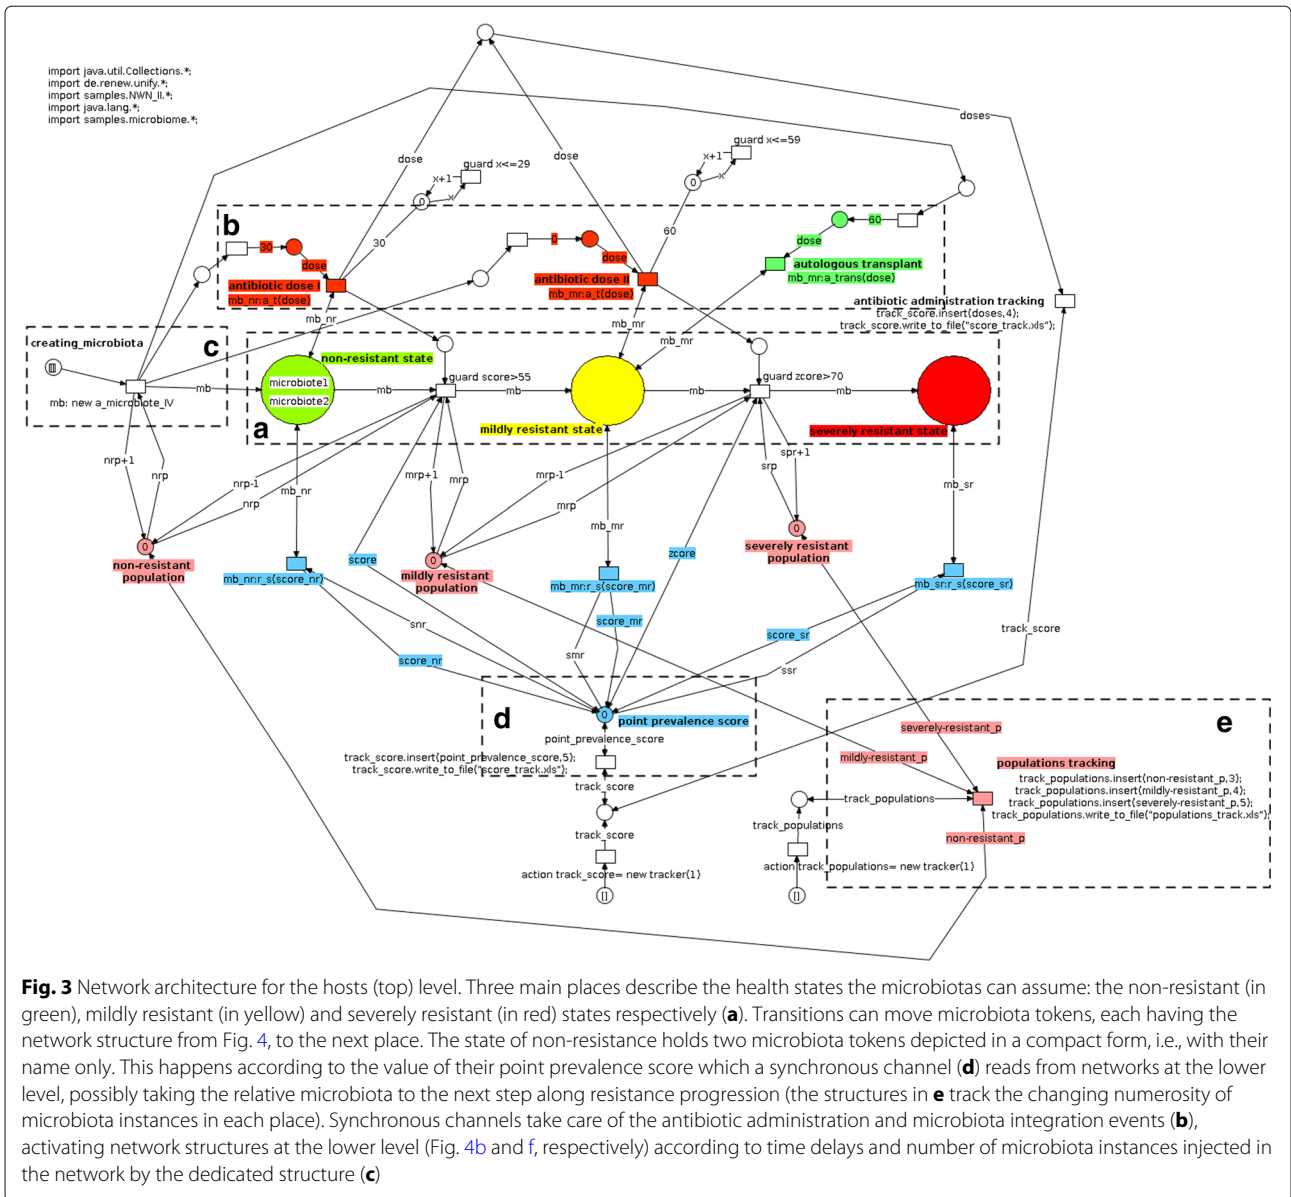 import java.util.Collections.*;
import de.renew.unify.*;
import samples.NWN_II.*;
import java.lang.*;
import samples.microbiome.*;
doses
guard x<=59
x+1
x
dose
dose
guard x<=29
x+1
x
0
0
b
30
60
30
dose
antibiotic dose I
mb_nr:a_t(dose)
0
dose
antibiotic dose II
mb_mr:a_t(dose)
60
dose
autologous transplant
mb_mr:a_trans(dose)
antibiotic administration tracking
track_score.insert(doses,4);
track_score.write_to_file("score_track.xls");
mb_nr
mb_mr
mb_mr
creating_microbiota
c
[]
mb
mb: new a_microbiote_IV
non-resistant state
microbiote1
microbiote2
mb
guard score>55
mb
mb
guard zcore>70
mb
a
mildly resistant state
severely resistant state
nrp+1
nrp
nrp-1
nrp
mb_nr
mrp+1
mrp
mrp-1
mrp
mb_mr
srp
spr+1
mb_sr
0
non-resistant
population
mb_nr:r_s(score_nr)
score
0
mildly resistant
population
mb_mr:r_s(score_mr)
zcore
0
severely resistant
population
mb_sr:r_s(score_sr)
snr
score_nr
smr
score_mr
score_sr
ssr
track_score
d
0
point prevalence score
point_prevalence_score
track_score.insert(point_prevalence_score,5);
track_score.write_to_file("score_track.xls");
track_score
track_score
action track_score= new tracker(1)
[]
e
severely-resistant_p
mildly-resistant_p
populations tracking
track_populations.insert(non-resistant_p,3);
track_populations.insert(mildly-resistant_p,4);
track_populations.insert(severely-resistant_p,5);
track_populations.write_to_file("populations_track.xls");
track_populations
track_populations
non-resistant_p
action track_populations= new tracker(1)
[]
Fig. 3 Network architecture for the hosts (top) level. Three main places describe the health states the microbiotas can assume: the non-resistant (in
green), mildly resistant (in yellow) and severely resistant (in red) states respectively (a). Transitions can move microbiota tokens, each having the
network structure from Fig. 4, to the next place. The state of non-resistance holds two microbiota tokens depicted in a compact form, i.e., with their
name only. This happens according to the value of their point prevalence score which a synchronous channel (d) reads from networks at the lower
level, possibly taking the relative microbiota to the next step along resistance progression (the structures in e track the changing numerosity of
microbiota instances in each place). Synchronous channels take care of the antibiotic administration and microbiota integration events (b),
activating network structures at the lower level (Fig. 4b and f, respectively) according to time delays and number of microbiota instances injected in
the network by the dedicated structure (c)